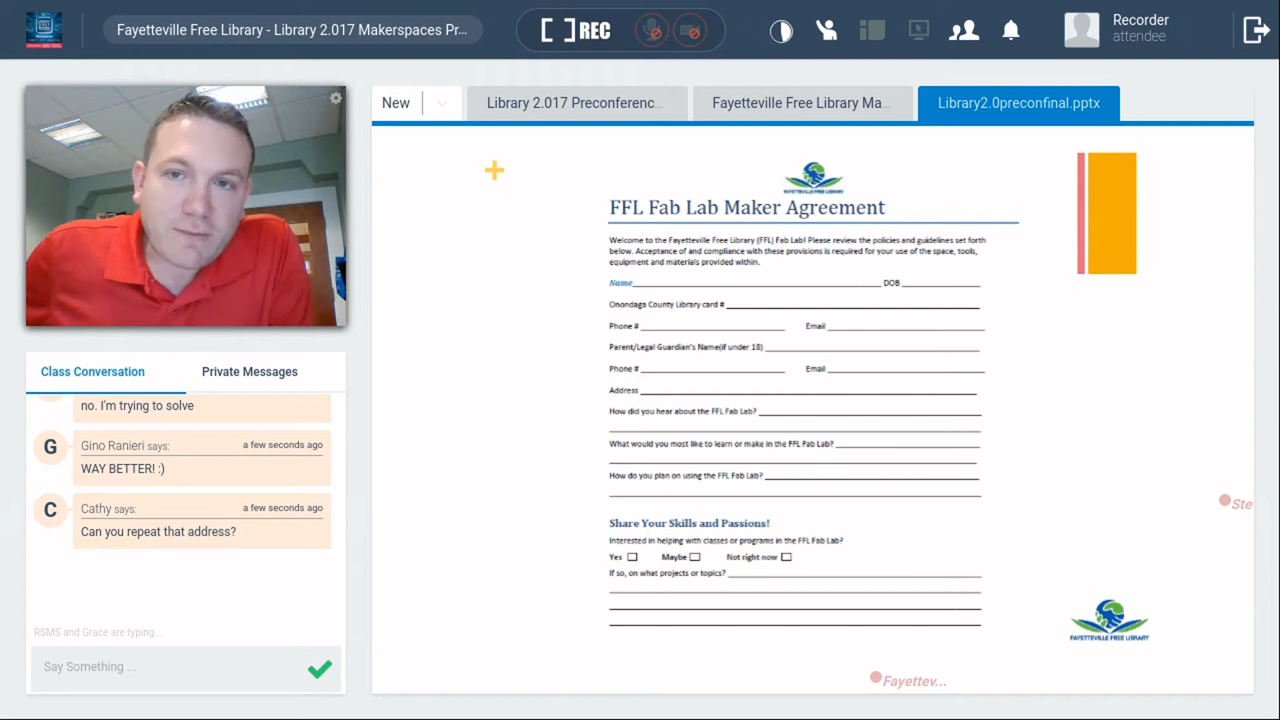 Fayetteville Free Library - Library 2.017 Makerspaces Pr...
REC
Recorder
attendee
New
Library 2.017 Preconferenc...
Fayetteville Free Library Ma...
Library2.0preconfinal.pptx
Class Conversation
Private Messages
no. I'm trying to solve
G
Gino Ranieri says:
a few seconds ago
WAY BETTER! :)
C
Cathy says:
a few seconds ago
Can you repeat that address?
RSMS and Grace are typing...
Say Something ...
FAYETTEVILLE FREE LIBRARY
FFL Fab Lab Maker Agreement
Welcome to the Fayetteville Free Library (FFL) Fab Lab! Please review the policies and guidelines set forth
below. Acceptance of and compliance with these provisions is required for your use of the space, tools,
equipment and materials provided within.
Name DOB
Onondaga County Library card #
Phone # Email
Parent/Legal Guardian's Name(if under 18)
Phone # Email
Address
How did you hear about the FFL Fab Lab?
What would you most like to learn or make in the FFL Fab Lab?
How do you plan on using the FFL Fab Lab?
Share Your Skills and Passions!
Interested in helping with classes or programs in the FFL Fab Lab?
Yes Maybe Not right now
If so, on what projects or topics?
Ste
FAYETTEVILLE FREE LIBRARY
Fayettev...